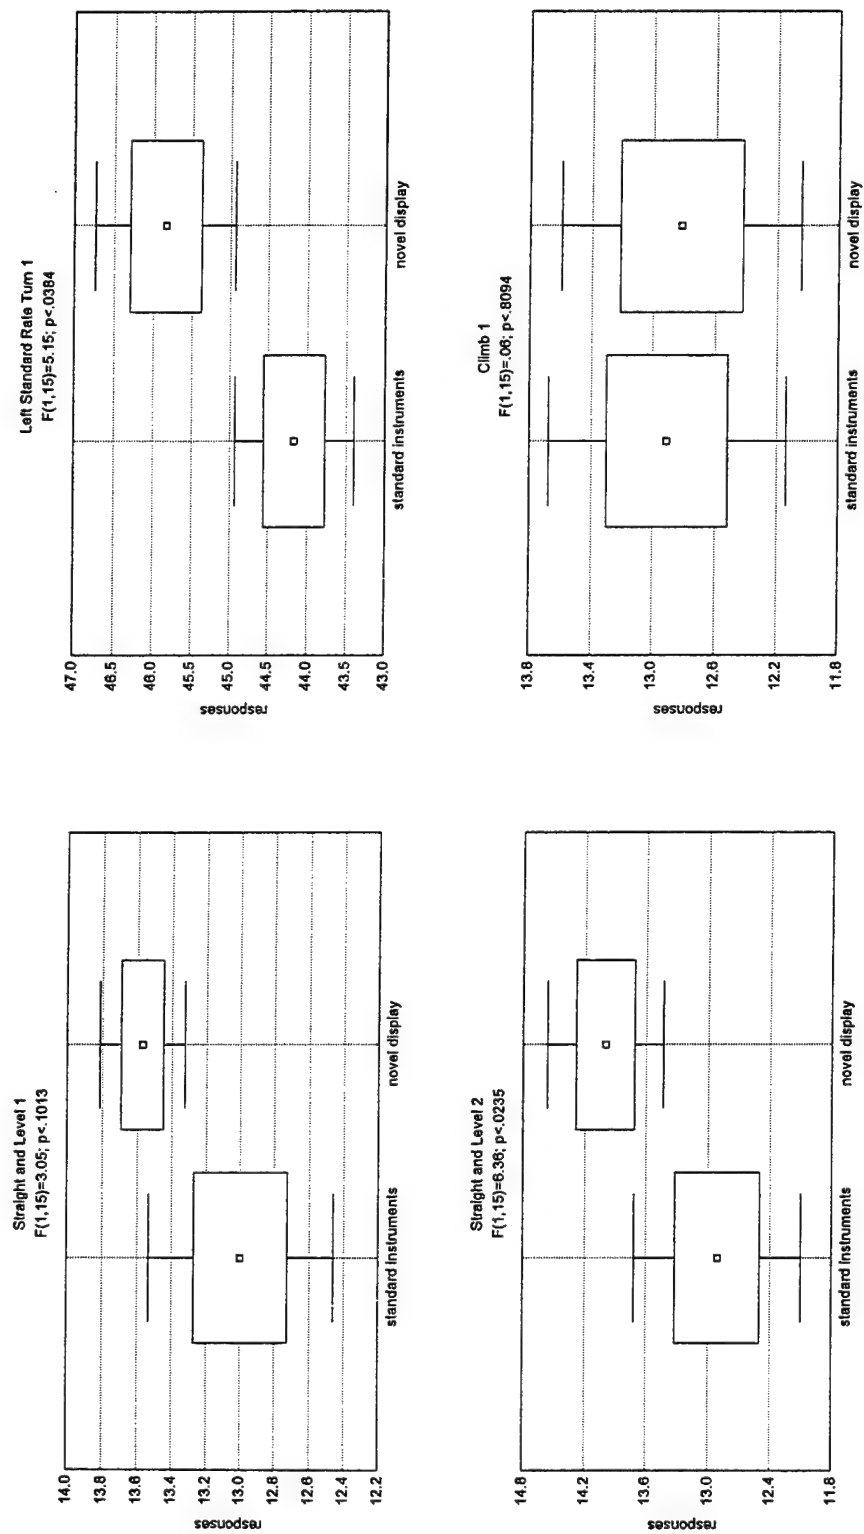 Straight and Level 1
F(1,15)=3.05; p<.1013
responses
14.0
13.8
13.6
13.4
13.2
13.0
12.8
12.6
12.4
12.2
standard instruments
novel display
Left Standard Rate Turn 1
F(1,15)=5.15; p<.0384
responses
47.0
46.5
46.0
45.5
45.0
44.5
44.0
43.5
43.0
standard instruments
novel display
Straight and Level 2
F(1,15)=6.36; p<.0235
responses
14.8
14.2
13.6
13.0
12.4
11.8
standard instruments
novel display
Climb 1
F(1,15)=.06; p<.8094
responses
13.8
13.4
13.0
12.6
12.2
11.8
standard instruments
novel display